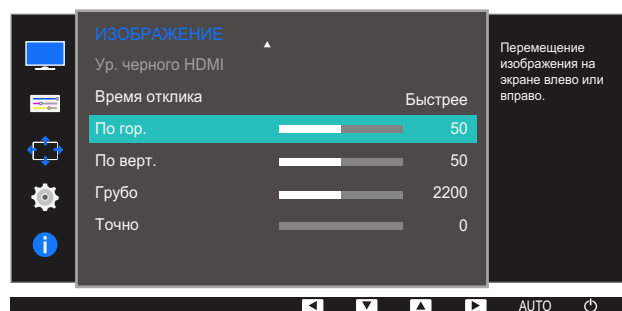 ИЗОБРАЖЕНИЕ
Ур. черного HDMI
Время отклика Быстрее
По гор. 50
По верт. 50
Грубо 2200
Точно 0
Перемещение
изображения на
экране влево или
вправо.
AUTO